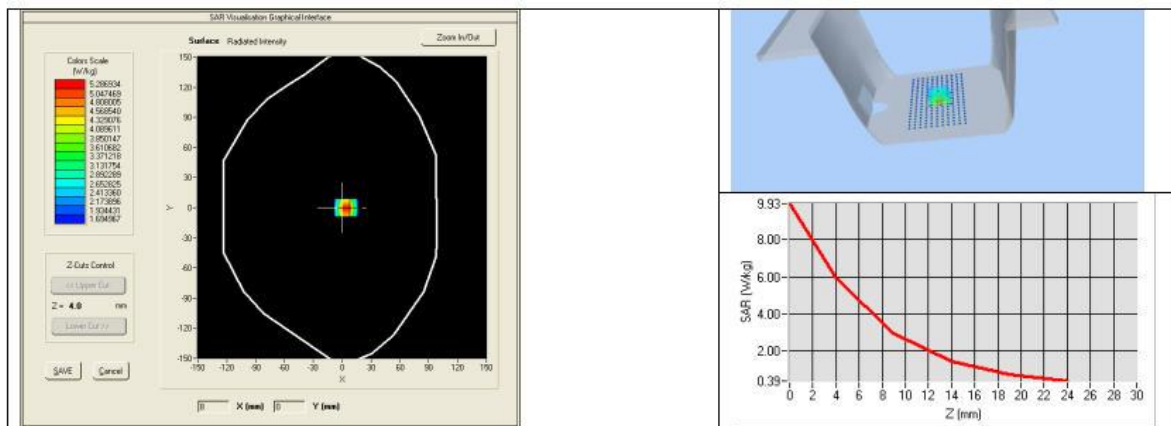 SAR Visualisation Graphical Interface
Surface Radiated Intensity
Zoom In/Out
Colors Scale
(W/kg)
5.286934
5.047469
4.808005
4.568540
4.329076
4.089611
3.850147
3.610682
3.371218
3.131754
2.892289
2.652825
2.413360
2.173896
1.934431
1.694967
Z-Cuts Control
<< Upper Cut
Z = 4.0 mm
Lower Cut >>
SAVE Cancel
150
120
90
60
30
0
-30
-60
-90
-120
-150
Y
-150 -120 -90 -60 -30 0 30 60 90 120 150
X
X (mm) 0 Y (mm)
9.93
8.00
6.00
4.00
2.00
0.39
SAR (W/kg)
0 2 4 6 8 10 12 14 16 18 20 22 24 26 28 30
Z (mm)